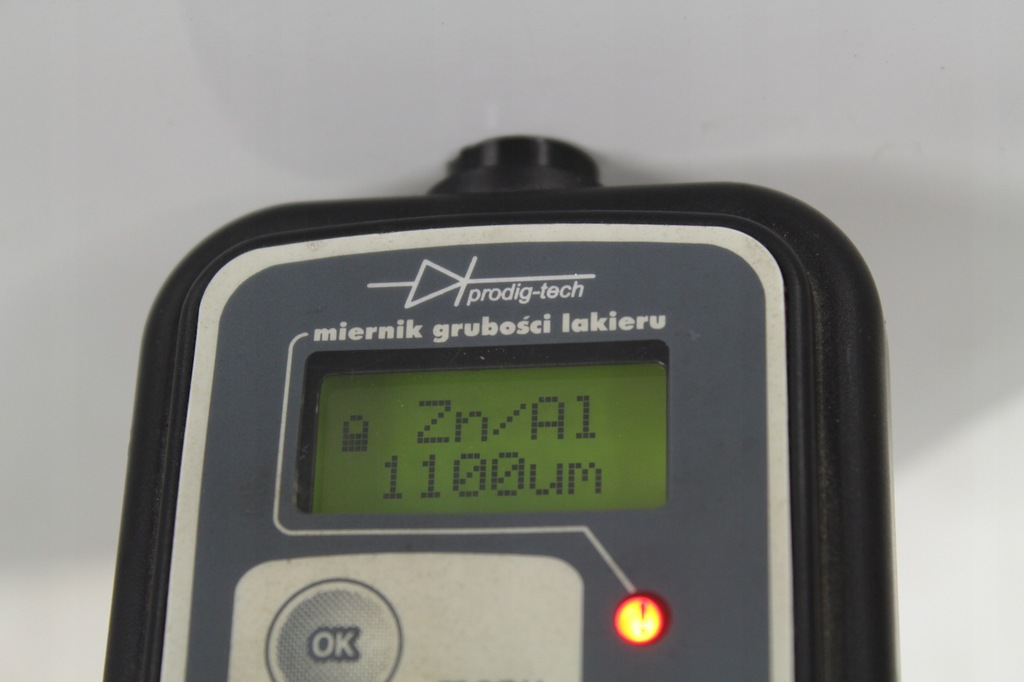 prodig-tech
miernik grubości lakieru
Zn/Al
1100um
OK